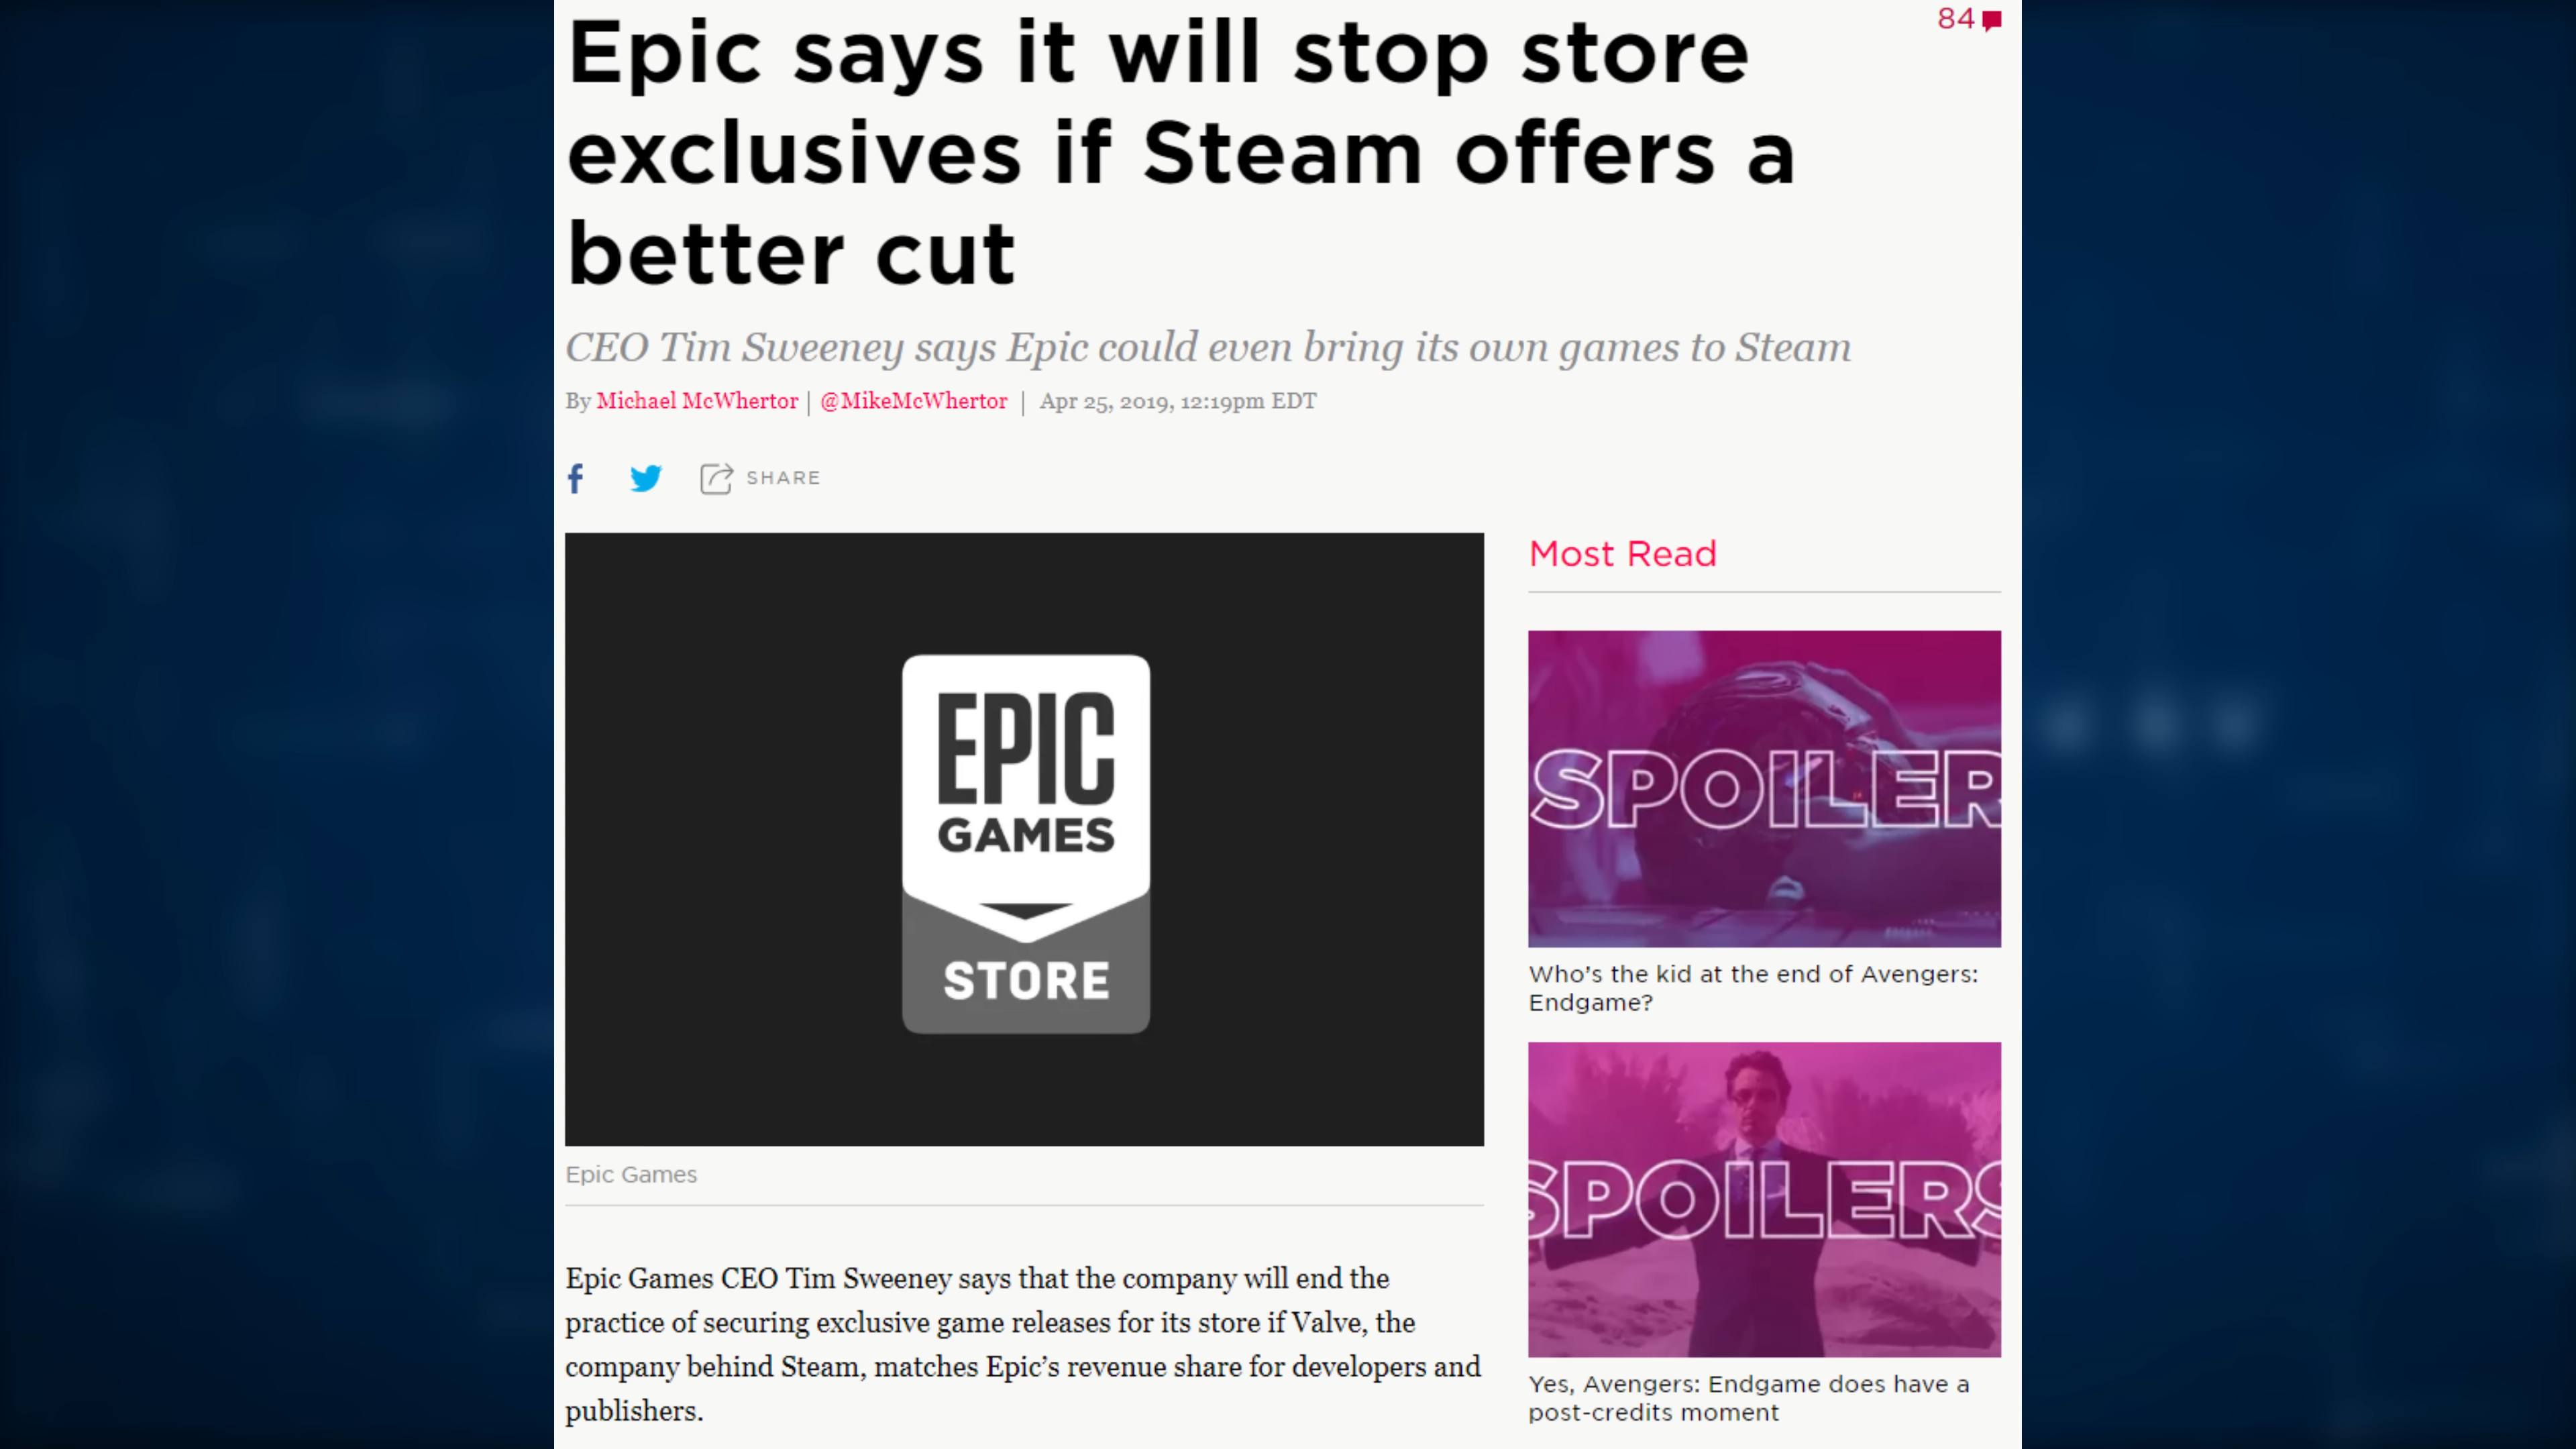 84
Epic says it will stop store
exclusives if Steam offers a
better cut
CEO Tim Sweeney says Epic could even bring its own games to Steam
By Michael McWhertor | @MikeMcWhertor | Apr 25, 2019, 12:19pm EDT
f
SHARE
EPIC
GAMES
STORE
Epic Games
Epic Games CEO Tim Sweeney says that the company will end the
practice of securing exclusive game releases for its store if Valve, the
company behind Steam, matches Epic’s revenue share for developers and
publishers.
Most Read
SPOILER
Who’s the kid at the end of Avengers:
Endgame?
SPOILERS
Yes, Avengers: Endgame does have a
post-credits moment